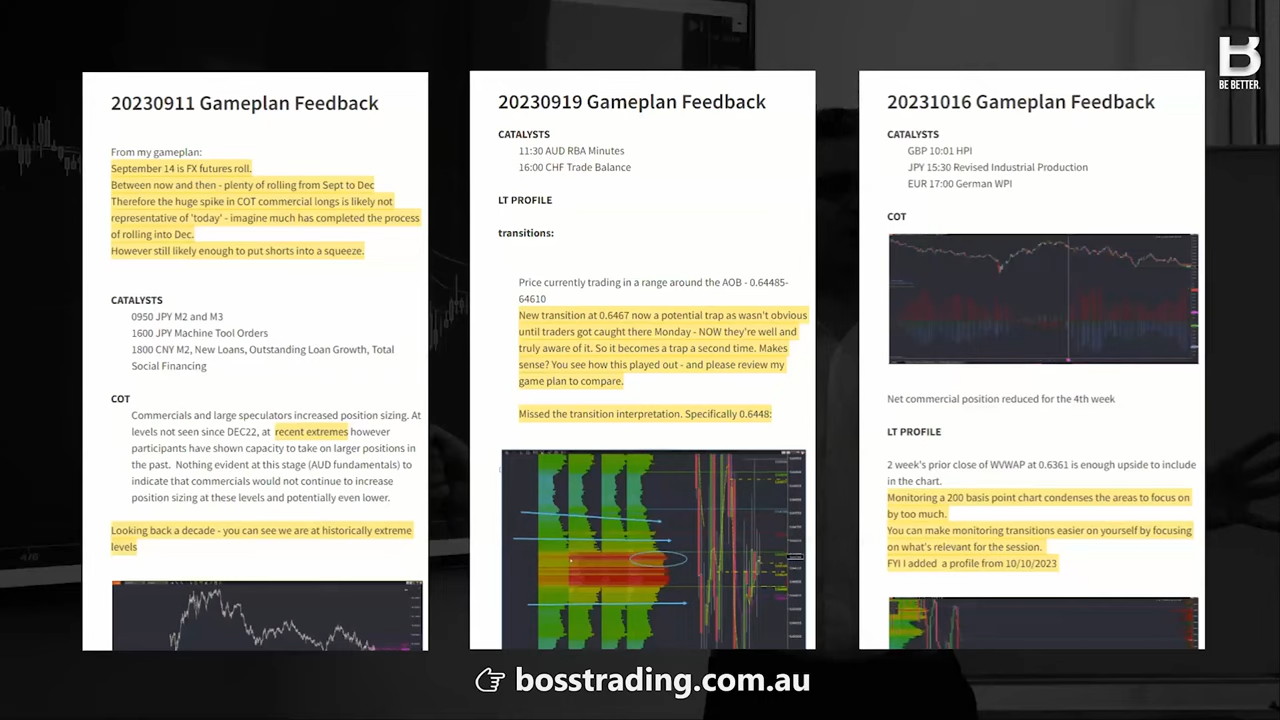 B
BE BETTER.
20230911 Gameplan Feedback
From my gameplan:
September 14 is FX futures roll.
Between now and then - plenty of rolling from Sept to Dec
Therefore the huge spike in COT commercial longs is likely not
representative of 'today' - imagine much has completed the process
of rolling into Dec.
However still likely enough to put shorts into a squeeze.
CATALYSTS
0950 JPY M2 and M3
1600 JPY Machine Tool Orders
1800 CNY M2, New Loans, Outstanding Loan Growth, Total
Social Financing
COT
Commercials and large speculators increased position sizing. At
levels not seen since DEC22, at recent extremes however
participants have shown capacity to take on larger positions in
the past. Nothing evident at this stage (AUD fundamentals) to
indicate that commercials would not continue to increase
position sizing at these levels and potentially even lower.
Looking back a decade - you can see we are at historically extreme
levels
20230919 Gameplan Feedback
CATALYSTS
11:30 AUD RBA Minutes
16:00 CHF Trade Balance
LT PROFILE
transitions:
Price currently trading in a range around the AOB - 0.64485-
64610
New transition at 0.6467 now a potential trap as wasn't obvious
until traders got caught there Monday - NOW they're well and
truly aware of it. So it becomes a trap a second time. Makes
sense? You see how this played out - and please review my
game plan to compare.
Missed the transition interpretation. Specifically 0.6448:
20231016 Gameplan Feedback
CATALYSTS
GBP 10:01 HPI
JPY 15:30 Revised Industrial Production
EUR 17:00 German WPI
COT
Net commercial position reduced for the 4th week
LT PROFILE
2 week's prior close of WVWAP at 0.6361 is enough upside to include
in the chart.
Monitoring a 200 basis point chart condenses the areas to focus on
by too much.
You can make monitoring transitions easier on yourself by focusing
on what's relevant for the session.
FYI I added a profile from 10/10/2023
bosstrading.com.au